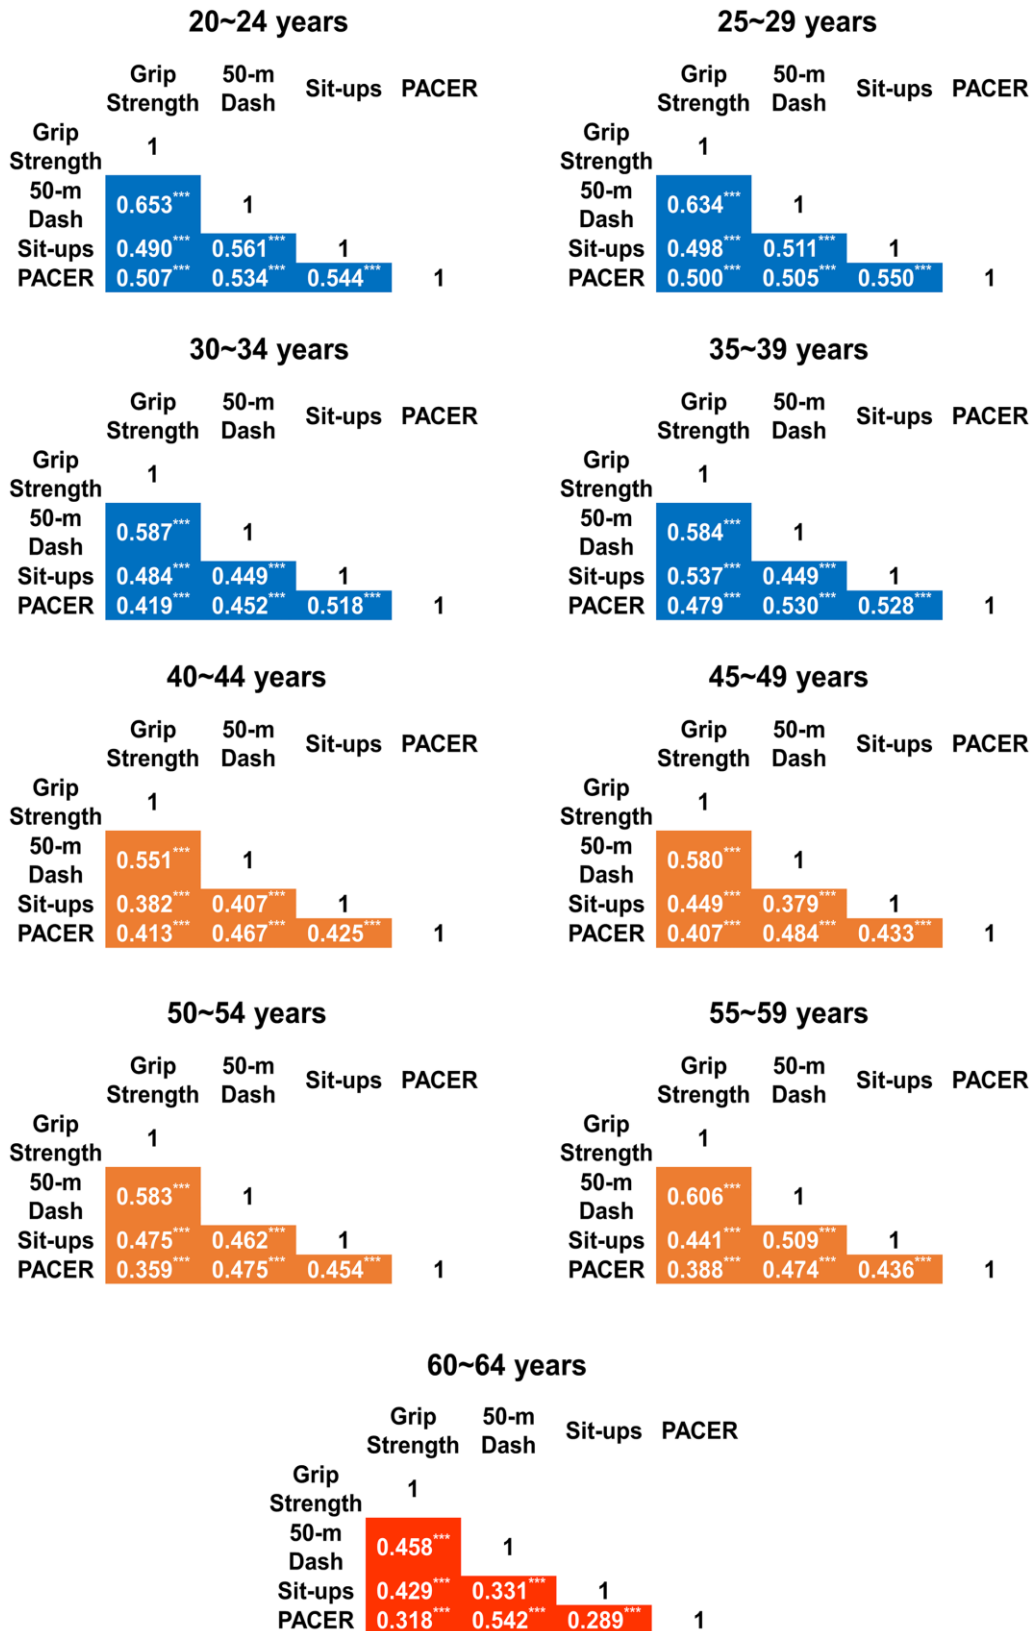 20~24 years
Grip Strength 50-m Dash Sit-ups PACER
Grip Strength 1
50-m Dash 0.653*** 1
Sit-ups 0.490*** 0.561*** 1
PACER 0.507*** 0.534*** 0.544*** 1
25~29 years
Grip Strength 50-m Dash Sit-ups PACER
Grip Strength 1
50-m Dash 0.634*** 1
Sit-ups 0.498*** 0.511*** 1
PACER 0.500*** 0.505*** 0.550*** 1
30~34 years
Grip Strength 50-m Dash Sit-ups PACER
Grip Strength 1
50-m Dash 0.587*** 1
Sit-ups 0.484*** 0.449*** 1
PACER 0.419*** 0.452*** 0.518*** 1
35~39 years
Grip Strength 50-m Dash Sit-ups PACER
Grip Strength 1
50-m Dash 0.584*** 1
Sit-ups 0.537*** 0.449*** 1
PACER 0.479*** 0.530*** 0.528*** 1
40~44 years
Grip Strength 50-m Dash Sit-ups PACER
Grip Strength 1
50-m Dash 0.551*** 1
Sit-ups 0.382*** 0.407*** 1
PACER 0.413*** 0.467*** 0.425*** 1
45~49 years
Grip Strength 50-m Dash Sit-ups PACER
Grip Strength 1
50-m Dash 0.580*** 1
Sit-ups 0.449*** 0.379*** 1
PACER 0.407*** 0.484*** 0.433*** 1
50~54 years
Grip Strength 50-m Dash Sit-ups PACER
Grip Strength 1
50-m Dash 0.583*** 1
Sit-ups 0.475*** 0.462*** 1
PACER 0.359*** 0.475*** 0.454*** 1
55~59 years
Grip Strength 50-m Dash Sit-ups PACER
Grip Strength 1
50-m Dash 0.606*** 1
Sit-ups 0.441*** 0.509*** 1
PACER 0.388*** 0.474*** 0.436*** 1
60~64 years
Grip Strength 50-m Dash Sit-ups PACER
Grip Strength 1
50-m Dash 0.458*** 1
Sit-ups 0.429*** 0.331*** 1
PACER 0.318*** 0.542*** 0.289*** 1